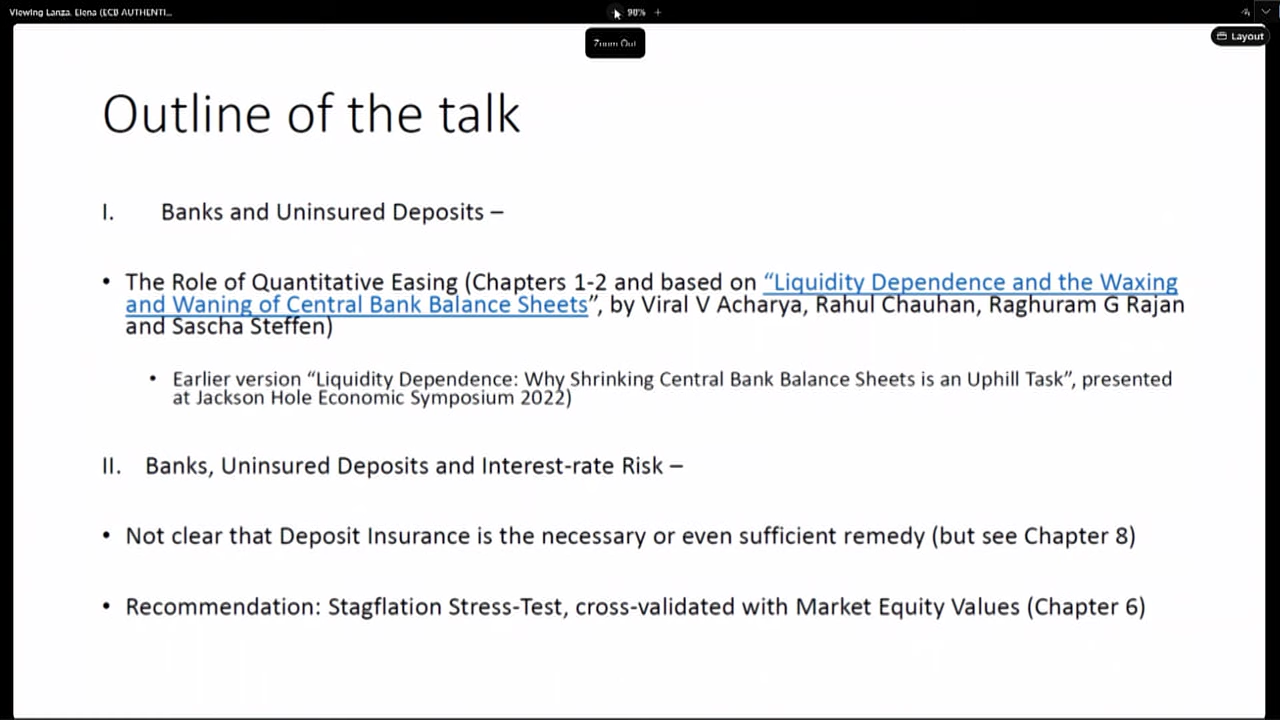 Viewing Lanza, Elena (ECB AUTHENTI...
90% +
Zoom Out
Layout
Outline of the talk
I. Banks and Uninsured Deposits –
• The Role of Quantitative Easing (Chapters 1-2 and based on “Liquidity Dependence and the Waxing
and Waning of Central Bank Balance Sheets”, by Viral V Acharya, Rahul Chauhan, Raghuram G Rajan
and Sascha Steffen)
• Earlier version “Liquidity Dependence: Why Shrinking Central Bank Balance Sheets is an Uphill Task”, presented
at Jackson Hole Economic Symposium 2022)
II. Banks, Uninsured Deposits and Interest-rate Risk –
• Not clear that Deposit Insurance is the necessary or even sufficient remedy (but see Chapter 8)
• Recommendation: Stagflation Stress-Test, cross-validated with Market Equity Values (Chapter 6)